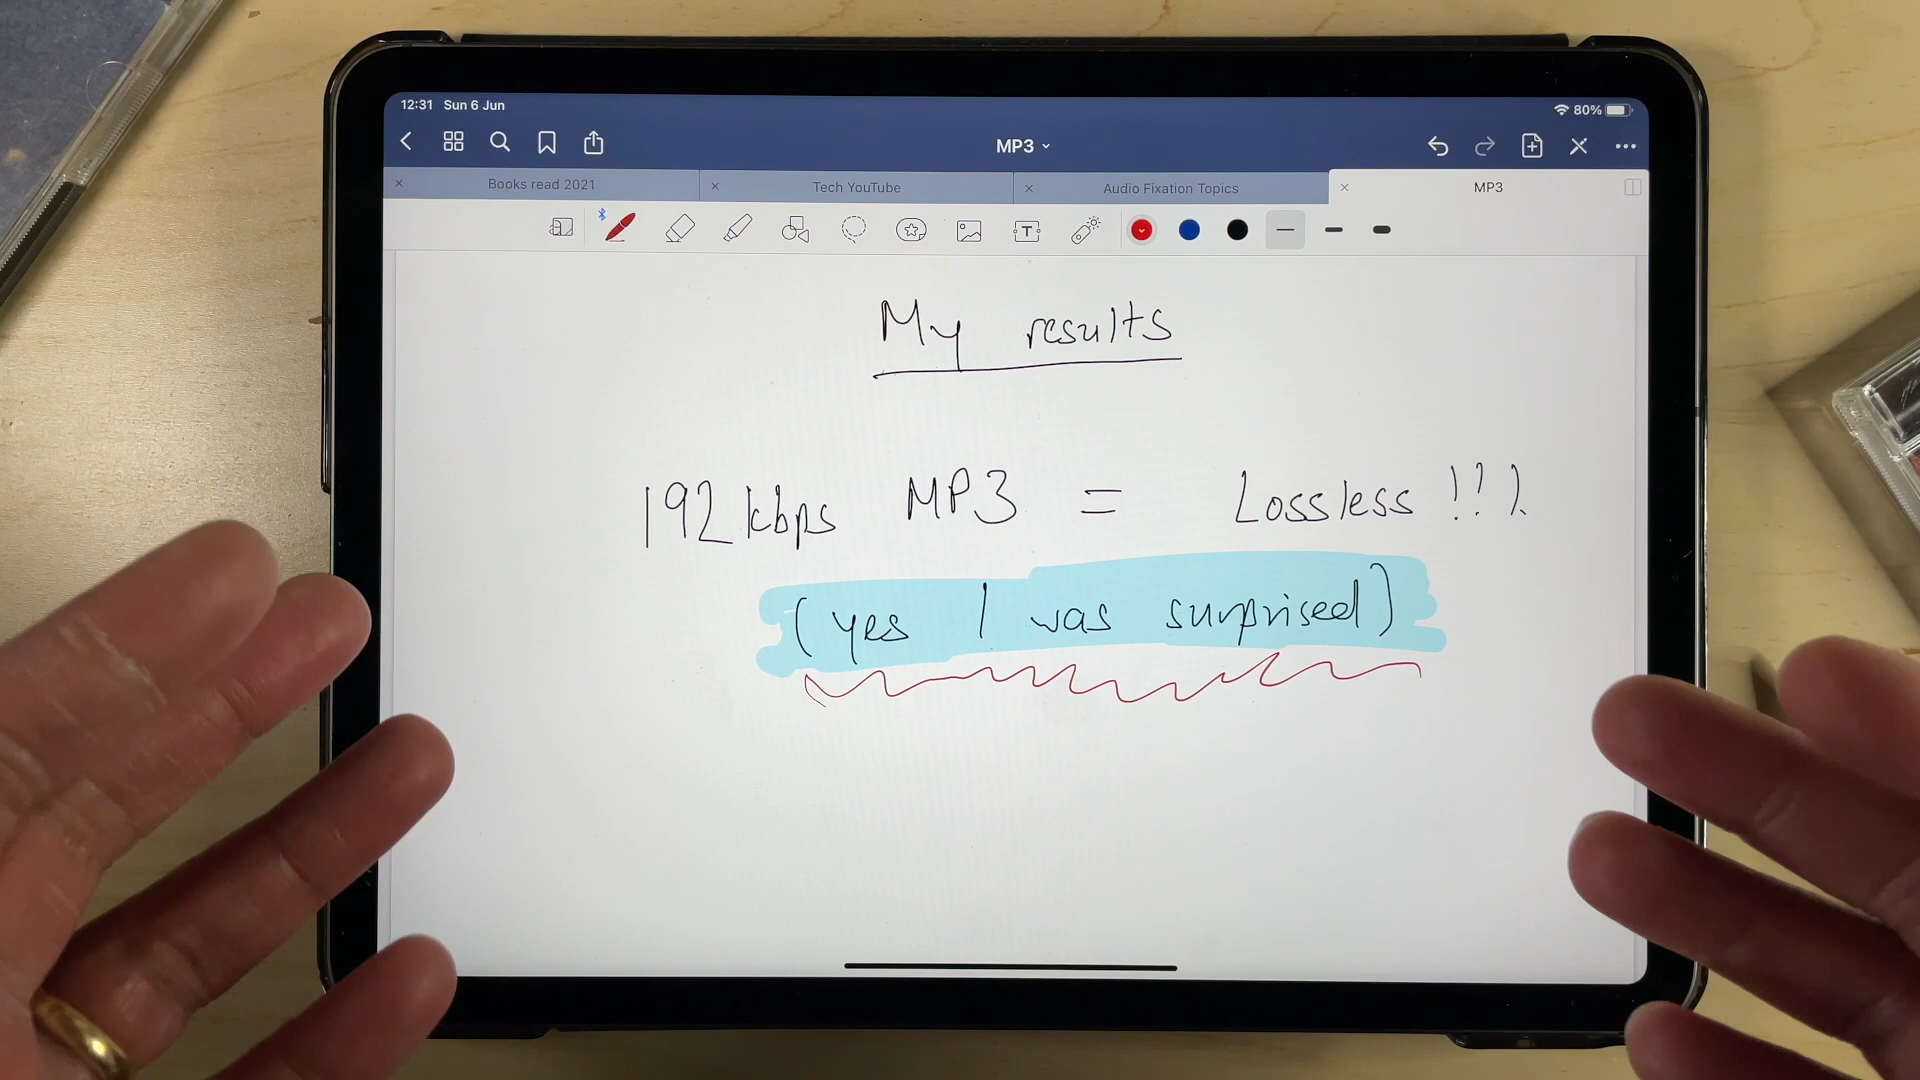 12:31 Sun 6 Jun
80%
MP3
Books read 2021
Tech YouTube
Audio Fixation Topics
MP3
My results
192 kbps MP3 = Lossless !!!
(yes I was surprised)